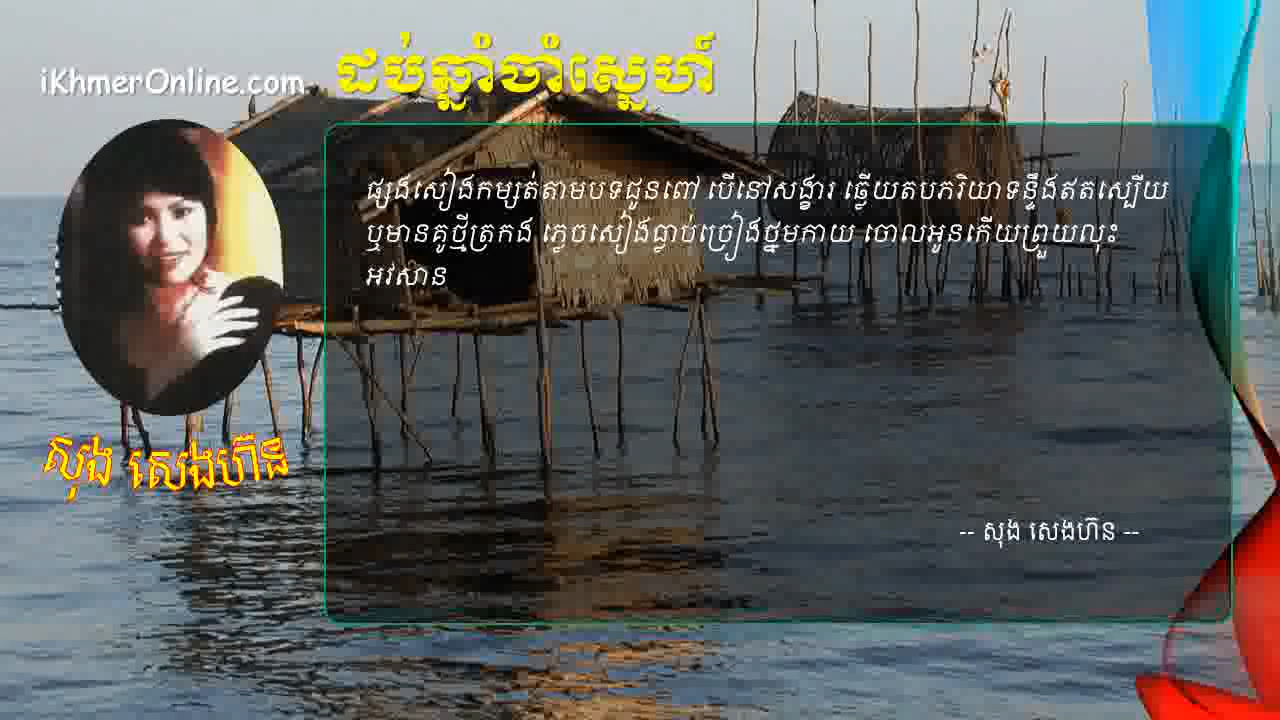 iKhmerOnline.com
ដប់ឆ្នាំចាំស្នេហ៍
ផ្សងសៀងកម្សត់តាមបទជូនពៅ បើនៅសង្ខារ ឆ្លើយតបភរិយាទន្ទឹងឥតស្បើយ
ឬមានគូថ្មីត្រកង ភ្លេចសៀងធ្លាប់ច្រៀងថ្នមកាយ ចោលអូនកើយព្រួយលុះ
អវសាន
សុង សេងហ៊ន
-- សុង សេងហ៊ន --